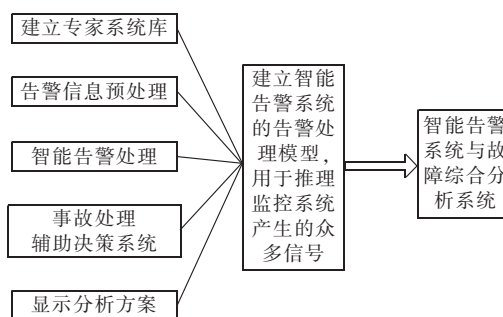 建立专家系统库
告警信息预处理
智能告警处理
事故处理
辅助决策系统
显示分析方案
建立智能
告警系统
的告警处
理模型，
用于推理
监控系统
产生的众
多信号
智能告警
系统与故
障综合分
析系统